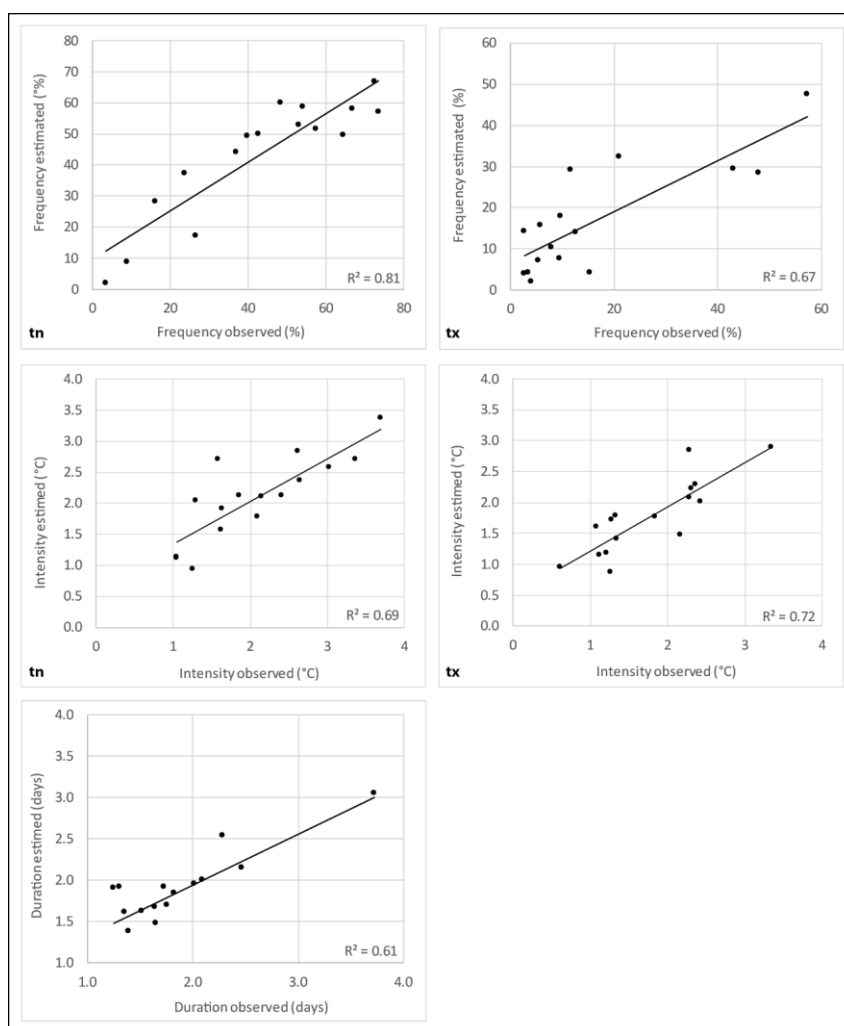 80
70
60
50
40
30
20
10
0
Frequency estimated (°%)
0 20 40 60 80
Frequency observed (%)
R² = 0.81
tn
60
50
40
30
20
10
0
Frequency estimated (%)
0 20 40 60
Frequency observed (%)
R² = 0.67
tx
4.0
3.5
3.0
2.5
2.0
1.5
1.0
0.5
0.0
Intensity estimed (°C)
0 1 2 3 4
Intensity observed (°C)
R² = 0.69
tn
4.0
3.5
3.0
2.5
2.0
1.5
1.0
0.5
0.0
Intensity estimed (°C)
0 1 2 3 4
Intensity observed (°C)
R² = 0.72
tx
4.0
3.5
3.0
2.5
2.0
1.5
1.0
Duration estimed (days)
1.0 2.0 3.0 4.0
Duration observed (days)
R² = 0.61